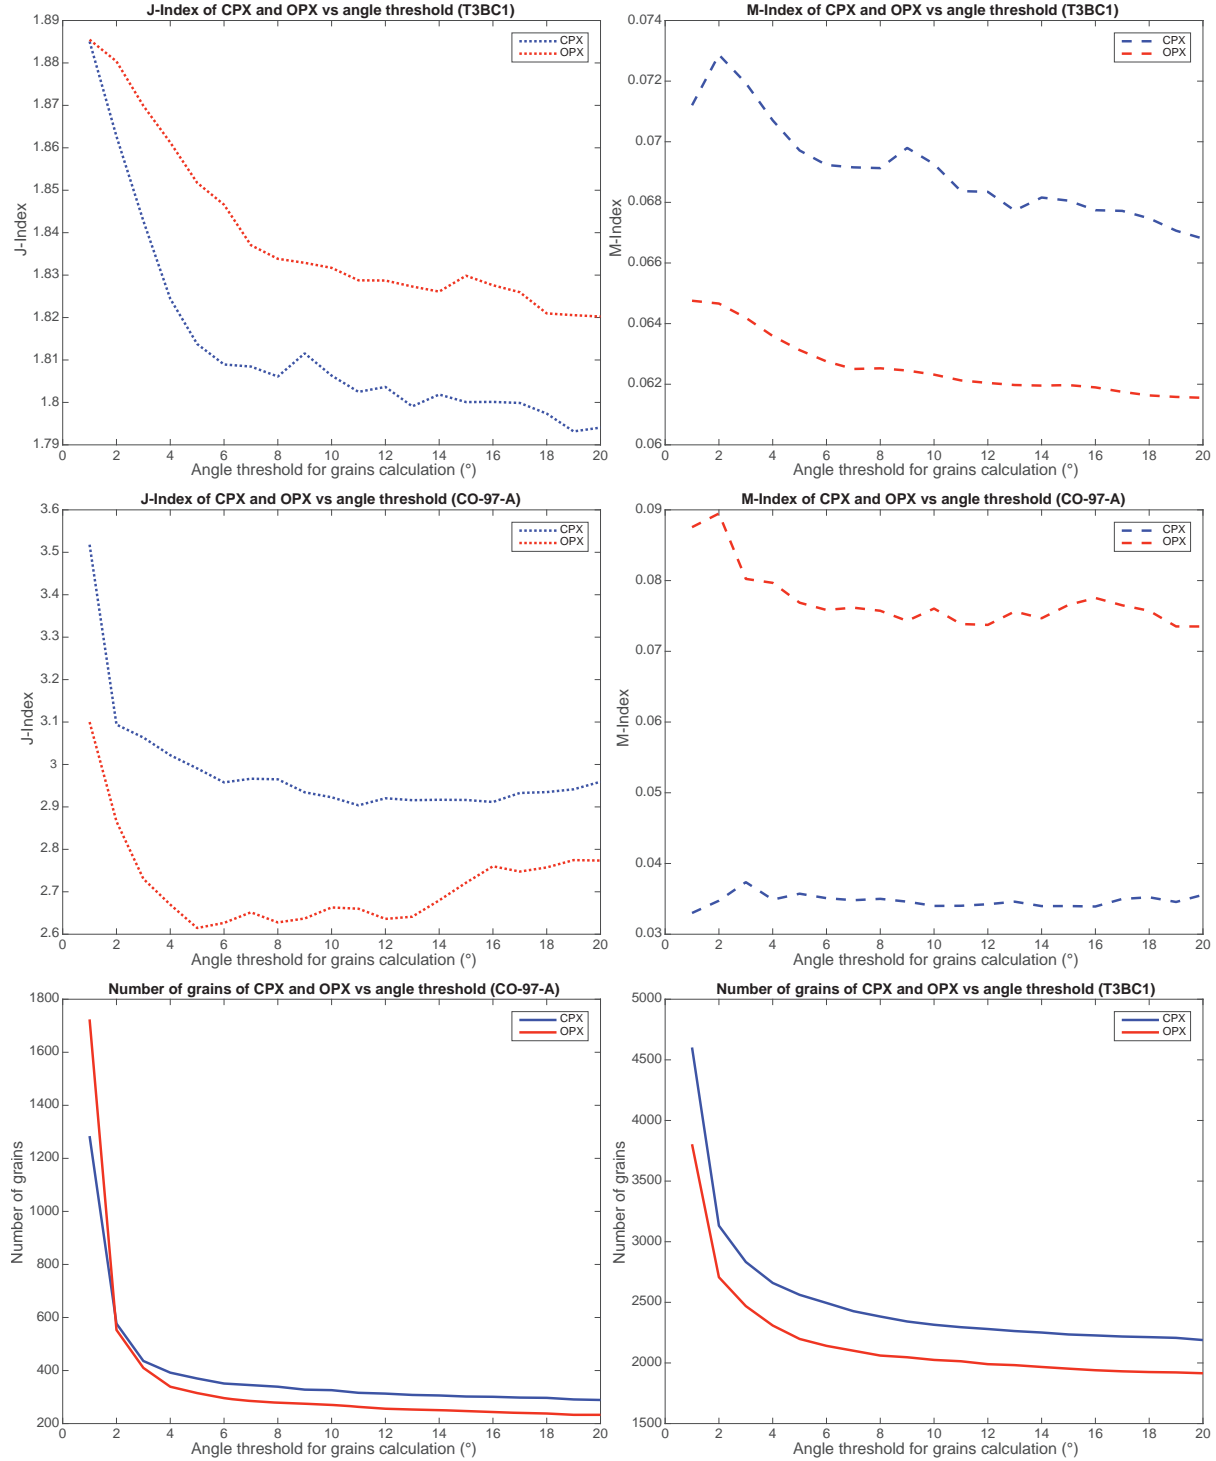 J-Index of CPX and OPX vs angle threshold (T3BC1)
1.89
1.88
1.87
1.86
1.85
1.84
1.83
1.82
1.81
1.8
1.79
J-Index
CPX
OPX
0 2 4 6 8 10 12 14 16 18 20
Angle threshold for grains calculation (°)
M-Index of CPX and OPX vs angle threshold (T3BC1)
0.074
0.072
0.07
0.068
0.066
0.064
0.062
0.06
M-Index
CPX
OPX
0 2 4 6 8 10 12 14 16 18 20
Angle threshold for grains calculation (°)
J-Index of CPX and OPX vs angle threshold (CO-97-A)
3.6
3.5
3.4
3.3
3.2
3.1
3
2.9
2.8
2.7
2.6
J-Index
CPX
OPX
0 2 4 6 8 10 12 14 16 18 20
Angle threshold for grains calculation (°)
M-Index of CPX and OPX vs angle threshold (CO-97-A)
0.09
0.08
0.07
0.06
0.05
0.04
0.03
M-Index
CPX
OPX
0 2 4 6 8 10 12 14 16 18 20
Angle threshold for grains calculation (°)
Number of grains of CPX and OPX vs angle threshold (CO-97-A)
1800
1600
1400
1200
1000
800
600
400
200
Number of grains
CPX
OPX
0 2 4 6 8 10 12 14 16 18 20
Angle threshold for grains calculation (°)
Number of grains of CPX and OPX vs angle threshold (T3BC1)
5000
4500
4000
3500
3000
2500
2000
1500
Number of grains
CPX
OPX
0 2 4 6 8 10 12 14 16 18 20
Angle threshold for grains calculation (°)